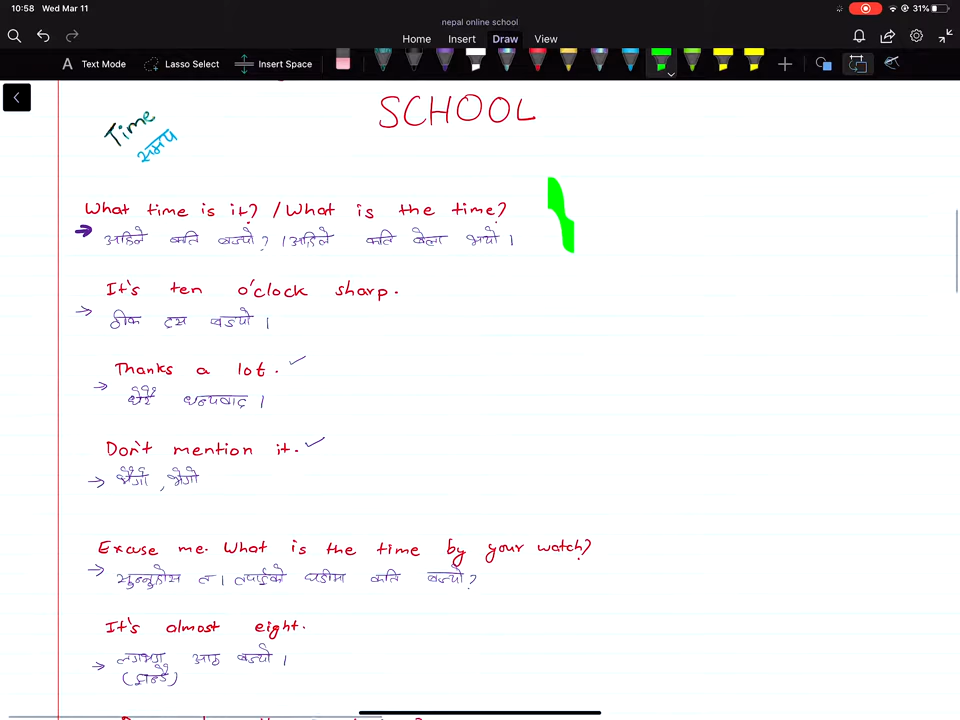 10:58 Wed Mar 11
31%
nepal online school
Home Insert Draw View
Text Mode Lasso Select Insert Space
SCHOOL
Time
समय
What time is it? / What is the time?
अहिले कति बज्यो? / अहिले कति बेला भयो।
It's ten o'clock sharp.
ठीक दस बज्यो।
Thanks a lot.
धेरै धन्यवाद।
Don't mention it.
भैगो, भैगो
Excuse me. What is the time by your watch?
सुन्नुहोस त। तपाईको घडीमा कति बज्यो?
It's almost eight.
लगभग आठ बज्यो।
(झन्डै)